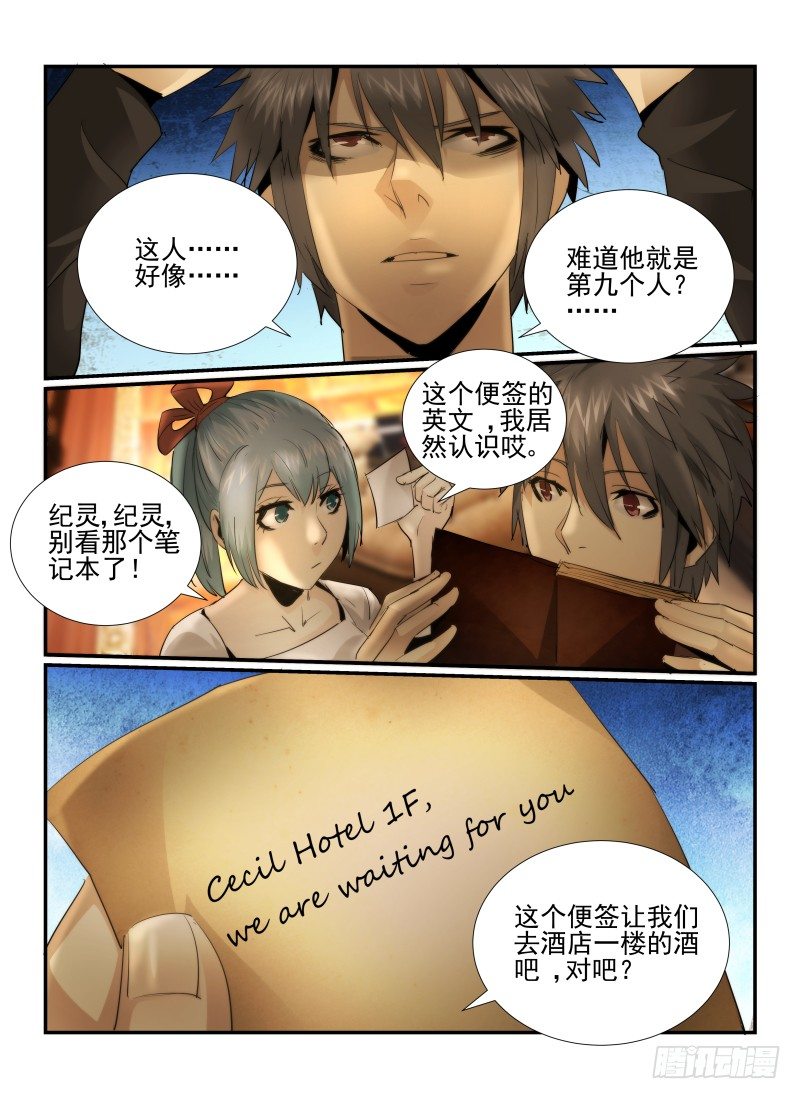 这人……
好像……
难道他就是
第九个人？
……
这个便签的
英文，我居
然认识哎。
纪灵，纪灵，
别看那个笔
记本了！
Cecil Hotel 1F,
we are waiting for you
这个便签让我们
去酒店一楼的酒
吧，对吧？
腾讯动漫